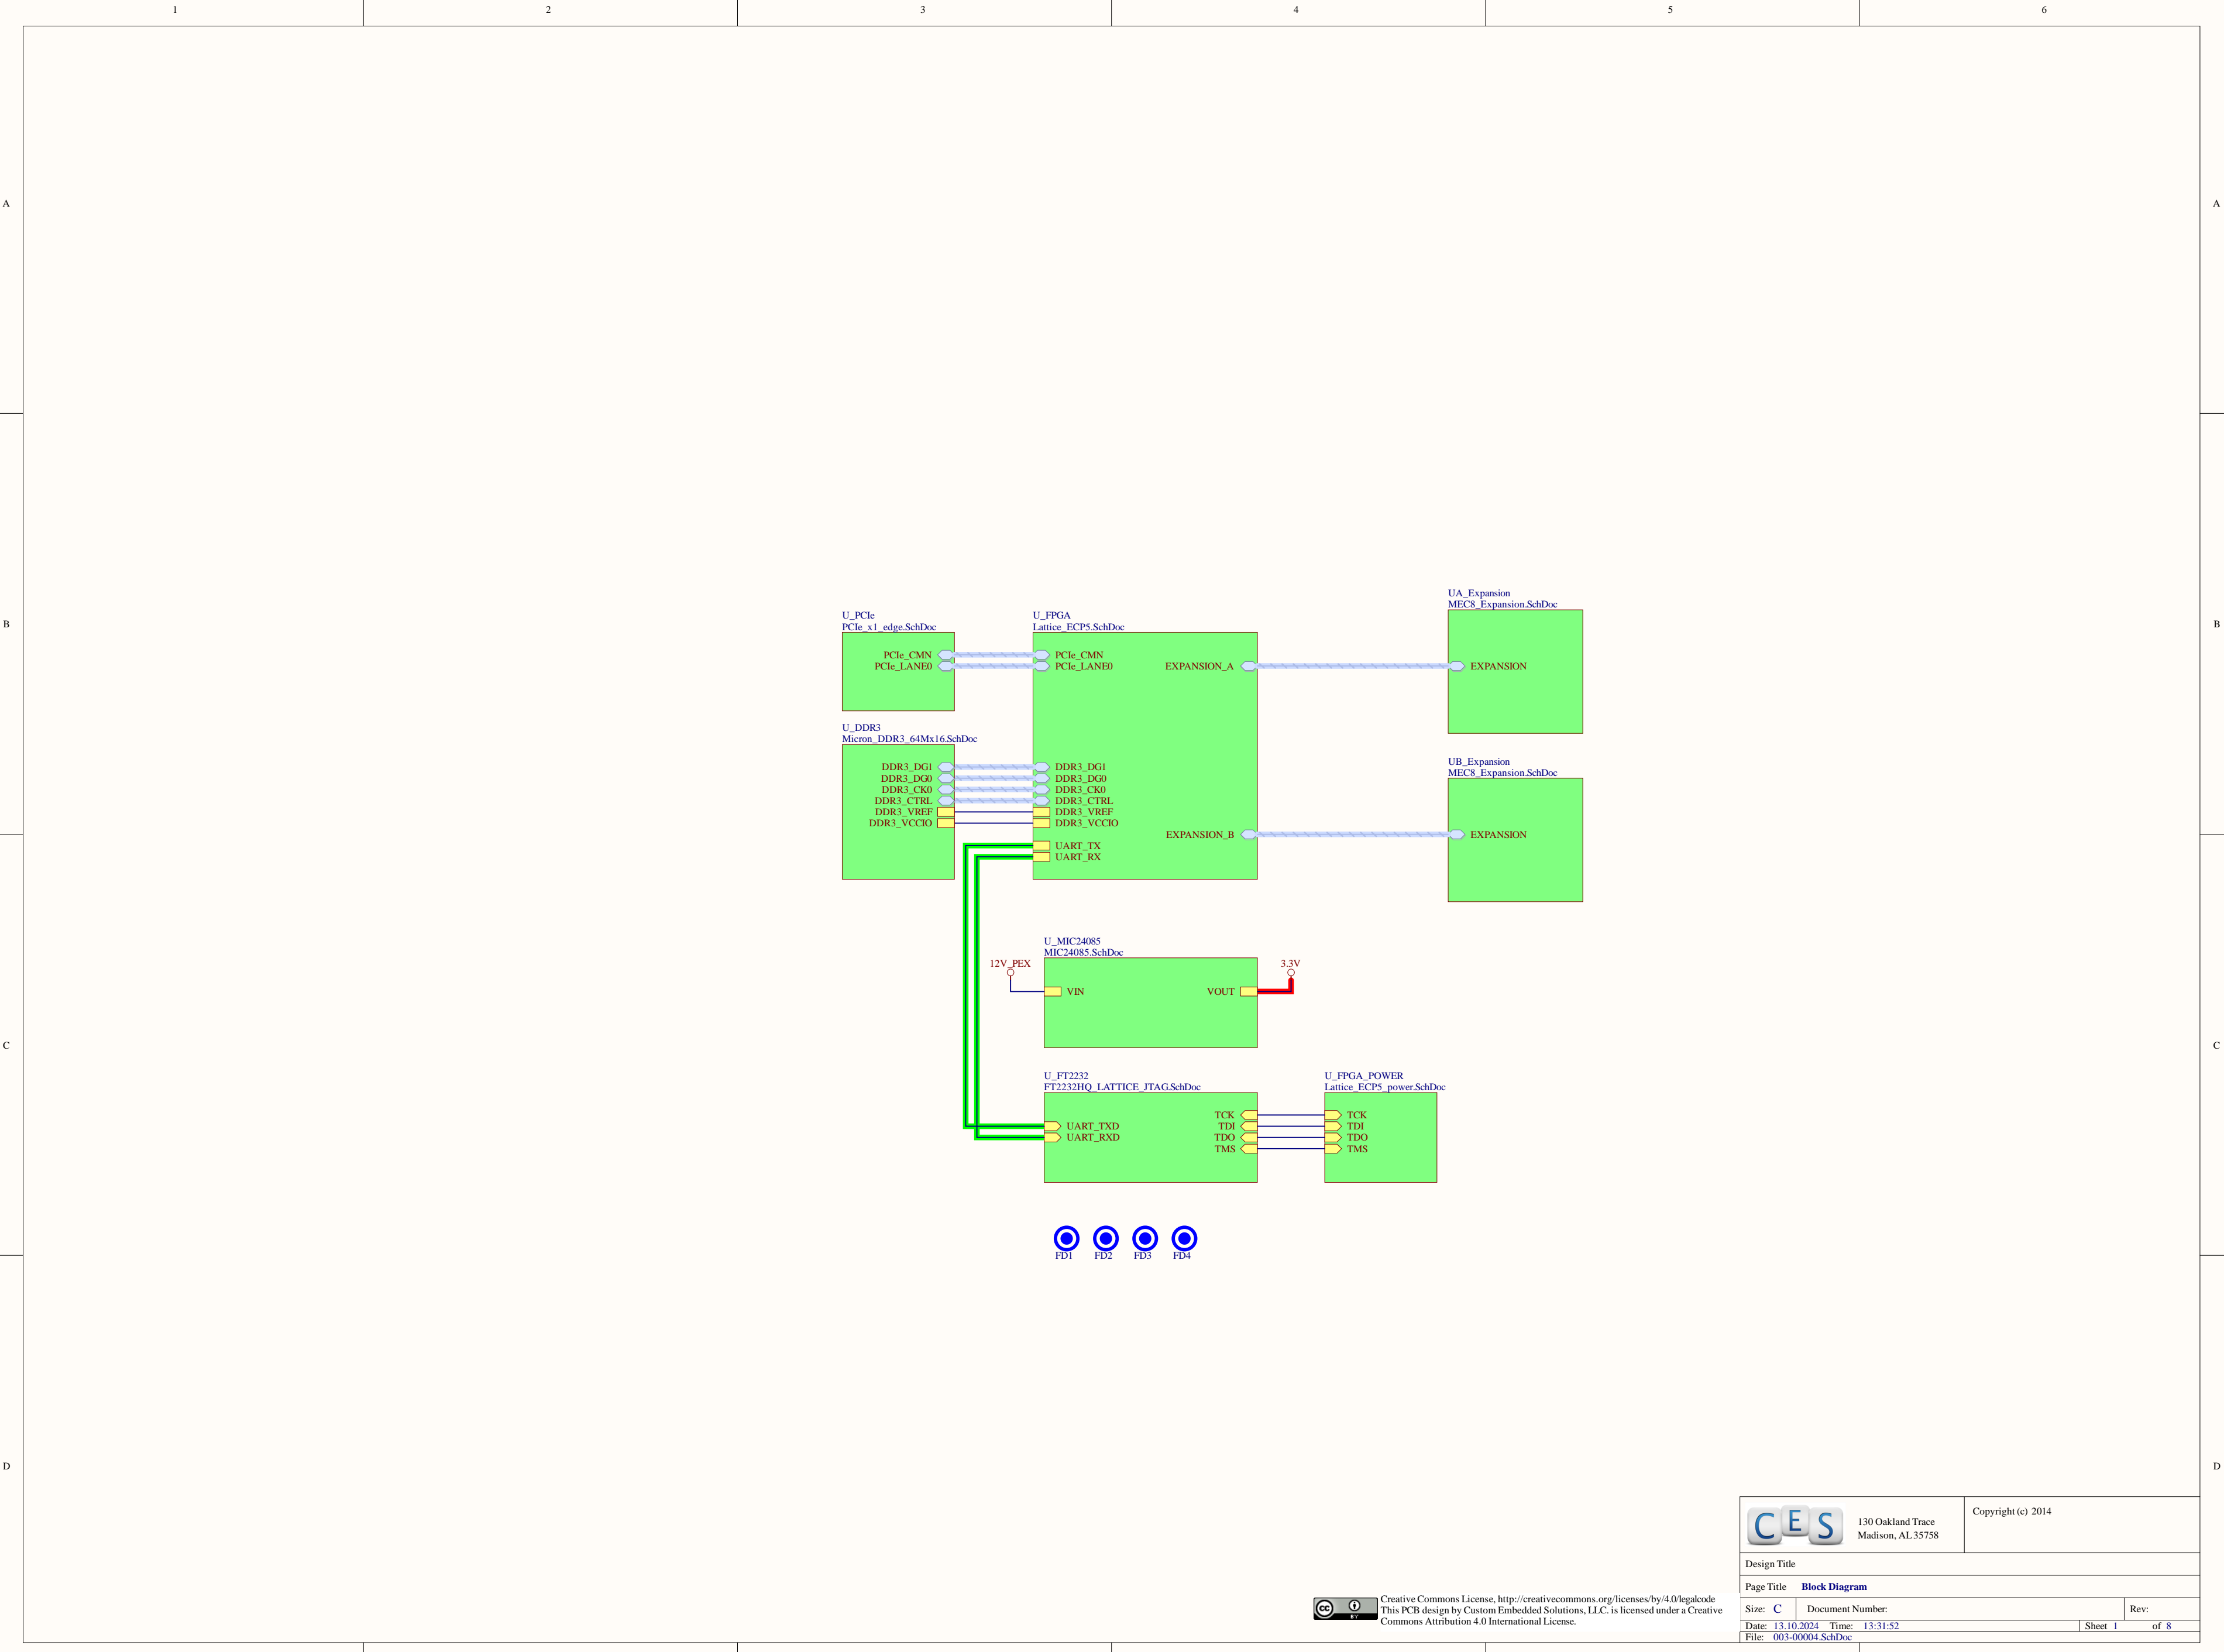 1 2 3 4 5 6
A A
B B
C C
D D
U_PCIe
PCIe_x1_edge.SchDoc
PCIe_CMN
PCIe_LANE0
U_FPGA
Lattice_ECP5.SchDoc
PCIe_CMN
PCIe_LANE0
EXPANSION_A
DDR3_DG1
DDR3_DG0
DDR3_CK0
DDR3_CTRL
DDR3_VREF
DDR3_VCCIO
EXPANSION_B
UART_TX
UART_RX
UA_Expansion
MEC8_Expansion.SchDoc
EXPANSION
U_DDR3
Micron_DDR3_64Mx16.SchDoc
DDR3_DG1
DDR3_DG0
DDR3_CK0
DDR3_CTRL
DDR3_VREF
DDR3_VCCIO
UB_Expansion
MEC8_Expansion.SchDoc
EXPANSION
U_MIC24085
MIC24085.SchDoc
12V_PEX
VIN
VOUT
3.3V
U_FT2232
FT2232HQ_LATTICE_JTAG.SchDoc
UART_TXD
UART_RXD
TCK
TDI
TDO
TMS
U_FPGA_POWER
Lattice_ECP5_power.SchDoc
TCK
TDI
TDO
TMS
FD1 FD2 FD3 FD4
CES
130 Oakland Trace
Madison, AL 35758
Copyright (c) 2014
Design Title
Page Title Block Diagram
Size: C Document Number: Rev:
Date: 13.10.2024 Time: 13:31:52 Sheet 1 of 8
File: 003-00004.SchDoc
cc BY
Creative Commons License, http://creativecommons.org/licenses/by/4.0/legalcode
This PCB design by Custom Embedded Solutions, LLC. is licensed under a Creative
Commons Attribution 4.0 International License.